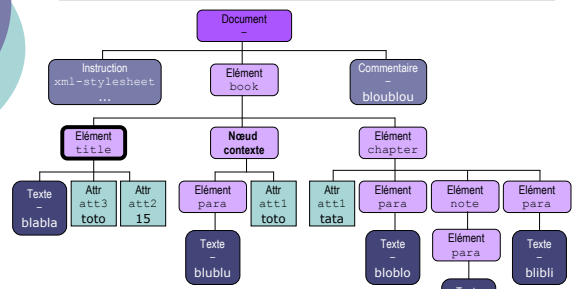 Document
–
Instruction
xml-stylesheet
...
Elément
book
Commentaire
–
bloublou
Elément
title
Nœud
contexte
Elément
chapter
Texte
–
blabla
Attr
att3
toto
Attr
att2
15
Elément
para
Attr
att1
toto
Attr
att1
tata
Elément
para
Elément
note
Elément
para
Texte
–
blublu
Texte
–
bloblo
Elément
para
Texte
–
blibli